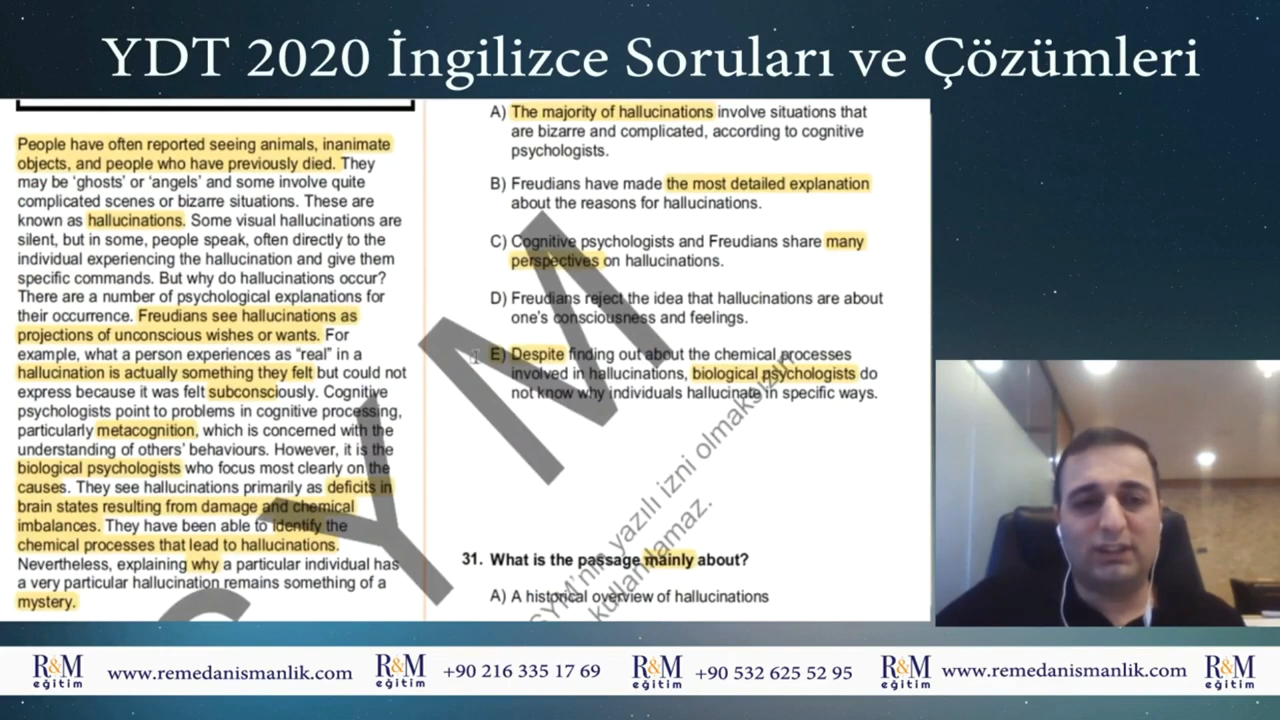 YDT 2020 İngilizce Soruları ve Çözümleri
People have often reported seeing animals, inanimate
objects, and people who have previously died. They
may be ‘ghosts’ or ‘angels’ and some involve quite
complicated scenes or bizarre situations. These are
known as hallucinations. Some visual hallucinations are
silent, but in some, people speak, often directly to the
individual experiencing the hallucination and give them
specific commands. But why do hallucinations occur?
There are a number of psychological explanations for
their occurrence. Freudians see hallucinations as
projections of unconscious wishes or wants. For
example, what a person experiences as “real” in a
hallucination is actually something they felt but could not
express because it was felt subconsciously. Cognitive
psychologists point to problems in cognitive processing,
particularly metacognition, which is concerned with the
understanding of others’ behaviours. However, it is the
biological psychologists who focus most clearly on the
causes. They see hallucinations primarily as deficits in
brain states resulting from damage and chemical
imbalances. They have been able to identify the
chemical processes that lead to hallucinations.
Nevertheless, explaining why a particular individual has
a very particular hallucination remains something of a
mystery.
A) The majority of hallucinations involve situations that
are bizarre and complicated, according to cognitive
psychologists.
B) Freudians have made the most detailed explanation
about the reasons for hallucinations.
C) Cognitive psychologists and Freudians share many
perspectives on hallucinations.
D) Freudians reject the idea that hallucinations are about
one’s consciousness and feelings.
E) Despite finding out about the chemical processes
involved in hallucinations, biological psychologists do
not know why individuals hallucinate in specific ways.
31. What is the passage mainly about?
A) A historical overview of hallucinations
SYM
SYM’nin yazılı izni olmaksızın
kullanılamaz.
R&M
eğitim
www.remedanismanlik.com
R&M
eğitim
+90 216 335 17 69
R&M
eğitim
+90 532 625 52 95
R&M
eğitim
www.remedanismanlik.com
R&M
eğitim